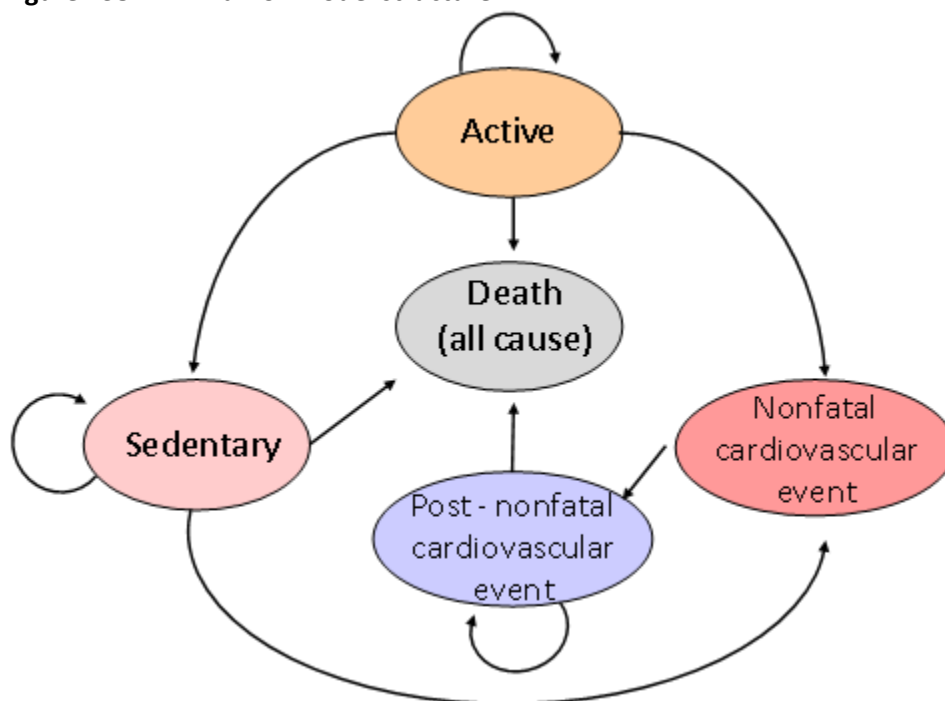 Active
Death
(all cause)
Sedentary
Nonfatal
cardiovascular
event
Post - nonfatal
cardiovascular
event